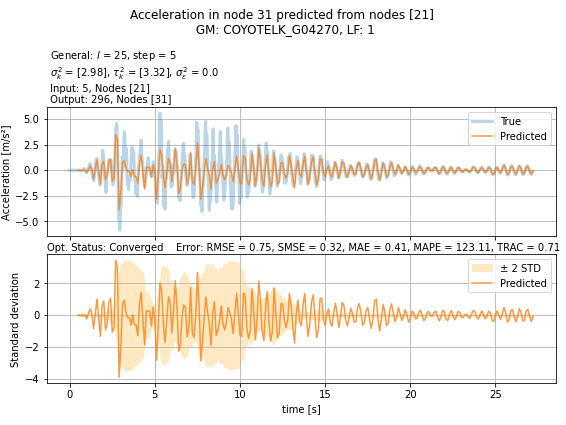 Acceleration in node 31 predicted from nodes [21]
GM: COYOTELK_G04270, LF: 1
General: l = 25, step = 5
σ²ₖ = [2.98], τ²ₖ = [3.32], σ²ε = 0.0
Input: 5, Nodes [21]
Output: 296, Nodes [31]
Acceleration [m/s²]
5.0
2.5
0.0
−2.5
−5.0
True
Predicted
Opt. Status: Converged Error: RMSE = 0.75, SMSE = 0.32, MAE = 0.41, MAPE = 123.11, TRAC = 0.71
Standard deviation
2
0
−2
−4
± 2 STD
Predicted
0 5 10 15 20 25
time [s]